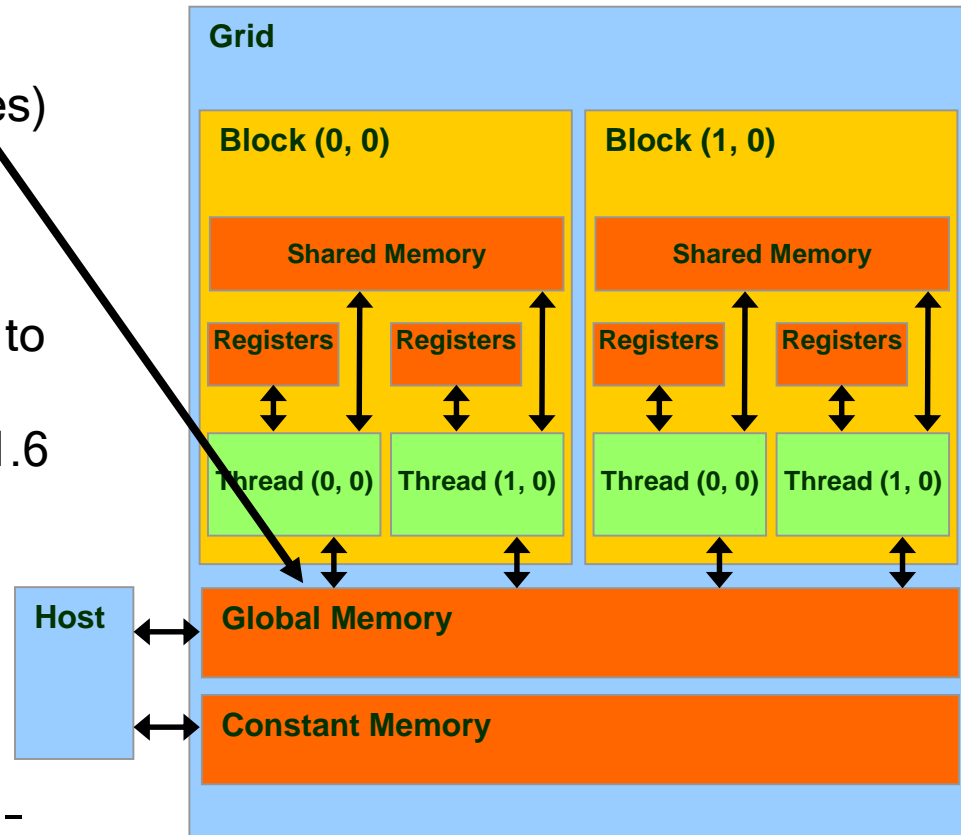 es)
to
1.6
-
Grid
Block (0, 0)
Block (1, 0)
Shared Memory
Shared Memory
Registers
Registers
Registers
Registers
Thread (0, 0)
Thread (1, 0)
Thread (0, 0)
Thread (1, 0)
Host
Global Memory
Constant Memory